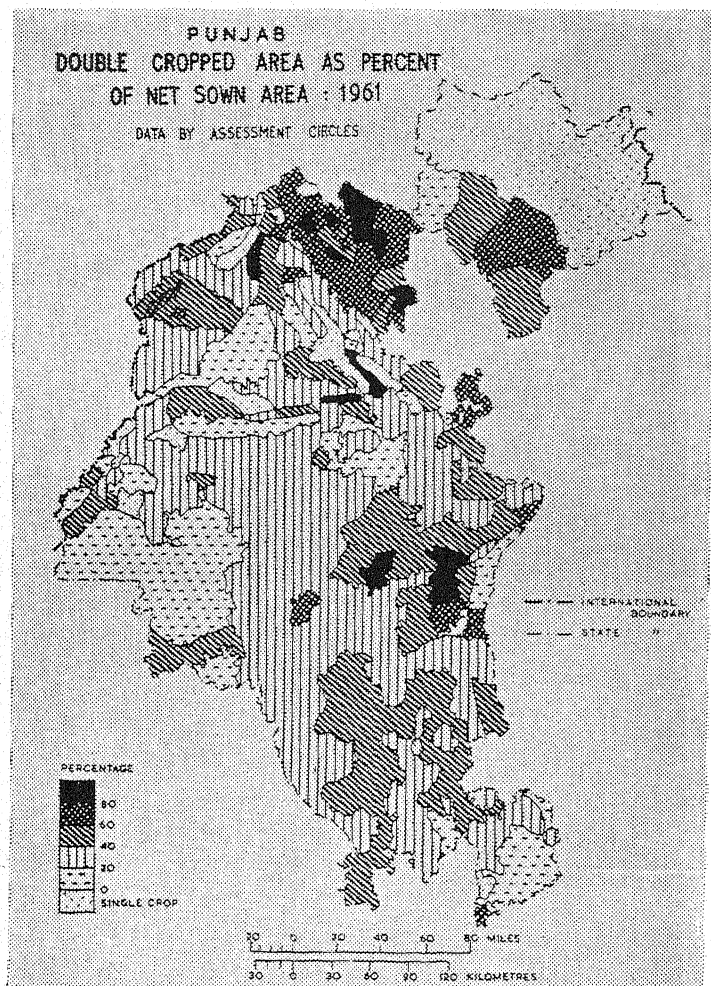 PUNJAB
DOUBLE CROPPED AREA AS PERCENT
OF NET SOWN AREA : 1961
DATA BY ASSESSMENT CIRCLES
INTERNATIONAL
BOUNDARY
STATE "
PERCENTAGE
80
60
40
20
0
SINGLE CROP
20 0 20 40 60 80 MILES
30 0 30 60 90 120 KILOMETRES